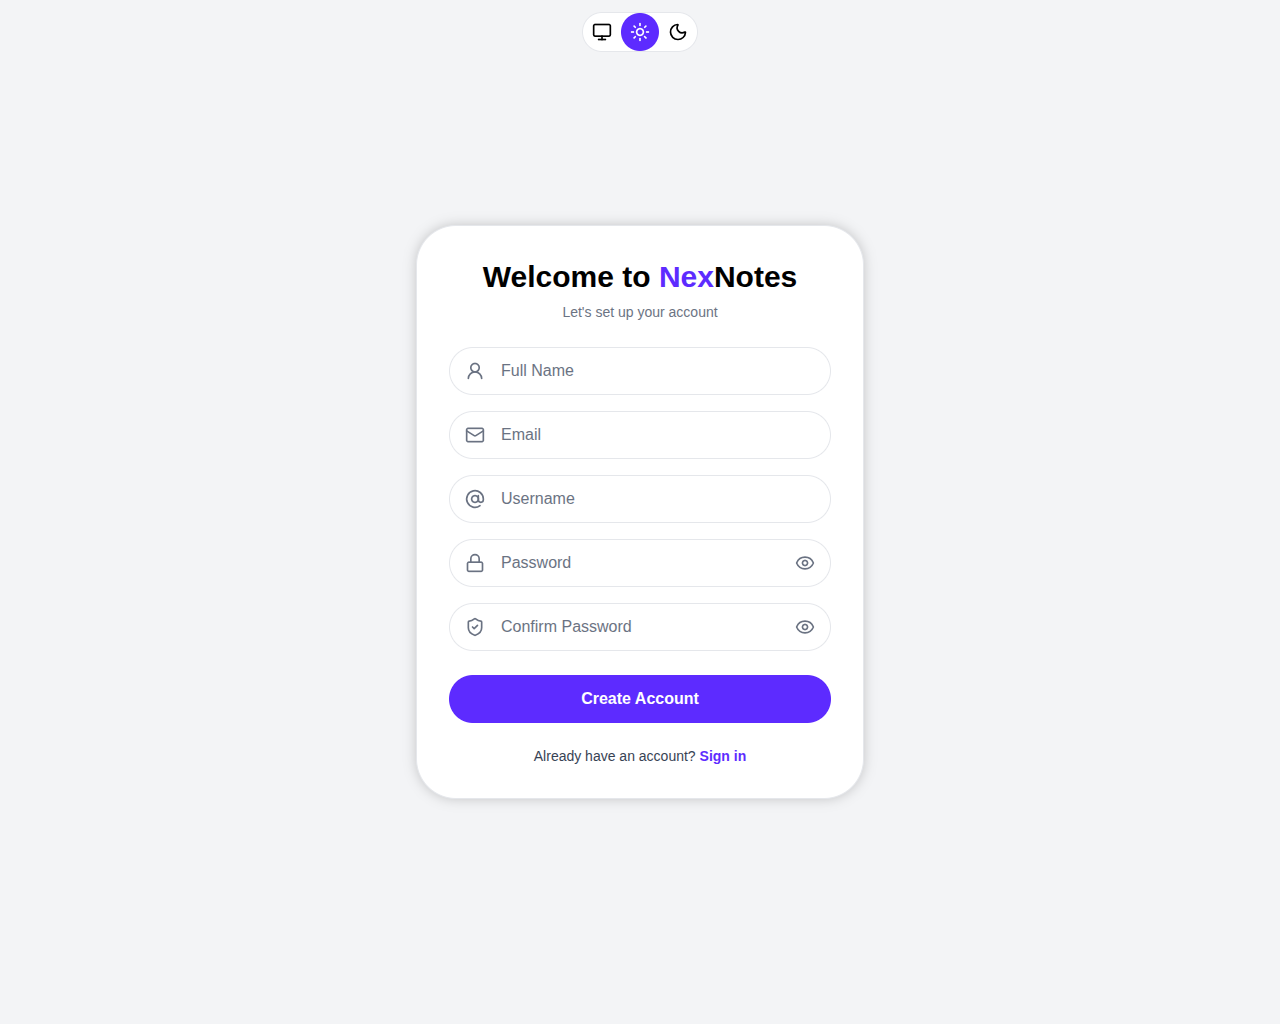 Welcome to NexNotes
Let's set up your account
Full Name
Email
Username
Password
Confirm Password
Create Account
Already have an account? Sign in